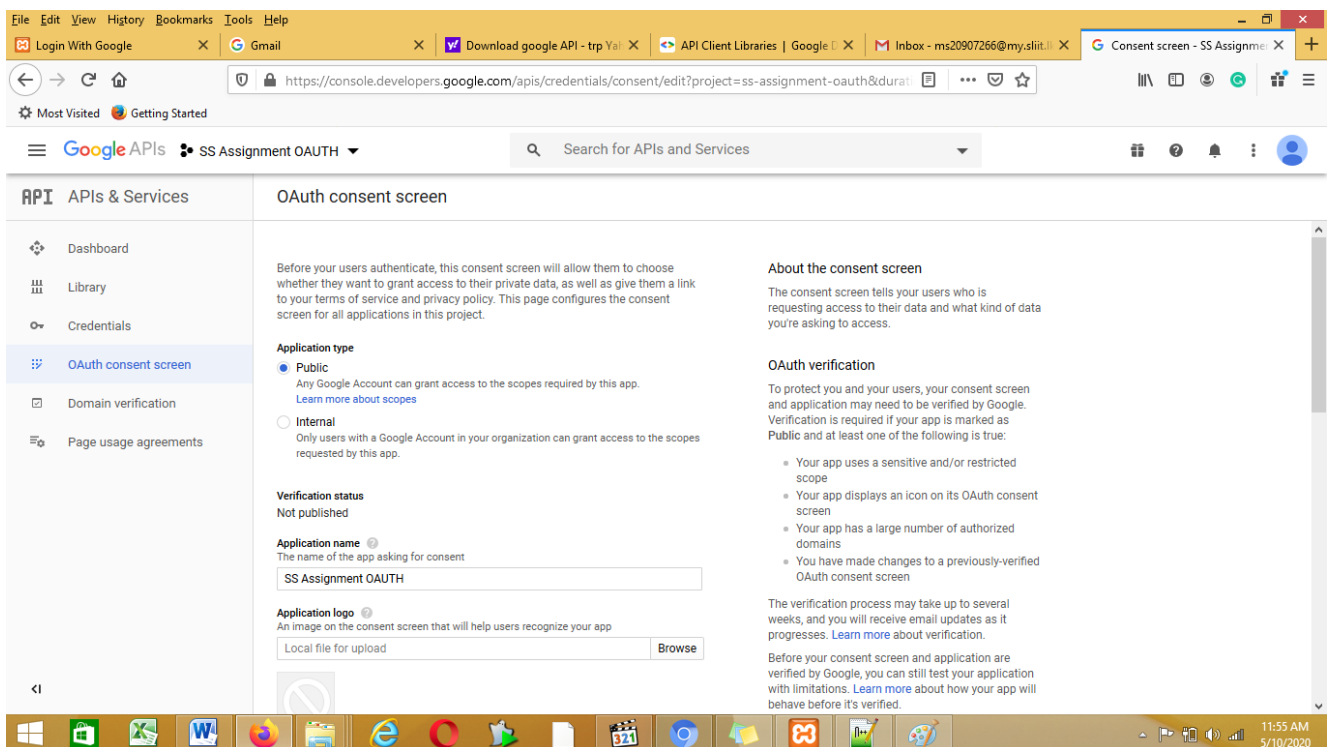 File Edit View History Bookmarks Tools Help
Login With Google
Gmail
Download google API - trp Yah
API Client Libraries | Google D
Inbox - ms20907266@my.sliit.l
Consent screen - SS Assignmen
https://console.developers.google.com/apis/credentials/consent/edit?project=ss-assignment-oauth&durat
Most Visited Getting Started
Google APIs SS Assignment OAUTH Search for APIs and Services
API APIs & Services
OAuth consent screen
Dashboard
Library
Credentials
OAuth consent screen
Domain verification
Page usage agreements
Before your users authenticate, this consent screen will allow them to choose
whether they want to grant access to their private data, as well as give them a link
to your terms of service and privacy policy. This page configures the consent
screen for all applications in this project.
Application type
Public
Any Google Account can grant access to the scopes required by this app.
Learn more about scopes
Internal
Only users with a Google Account in your organization can grant access to the scopes
requested by this app.
Verification status
Not published
Application name
The name of the app asking for consent
SS Assignment OAUTH
Application logo
An image on the consent screen that will help users recognize your app
Local file for upload Browse
About the consent screen
The consent screen tells your users who is
requesting access to their data and what kind of data
you're asking to access.
OAuth verification
To protect you and your users, your consent screen
and application may need to be verified by Google.
Verification is required if your app is marked as
Public and at least one of the following is true:
Your app uses a sensitive and/or restricted
scope
Your app displays an icon on its OAuth consent
screen
Your app has a large number of authorized
domains
You have made changes to a previously-verified
OAuth consent screen
The verification process may take up to several
weeks, and you will receive email updates as it
progresses. Learn more about verification.
Before your consent screen and application are
verified by Google, you can still test your application
with limitations. Learn more about how your app will
behave before it's verified.
321
11:55 AM
5/10/2020